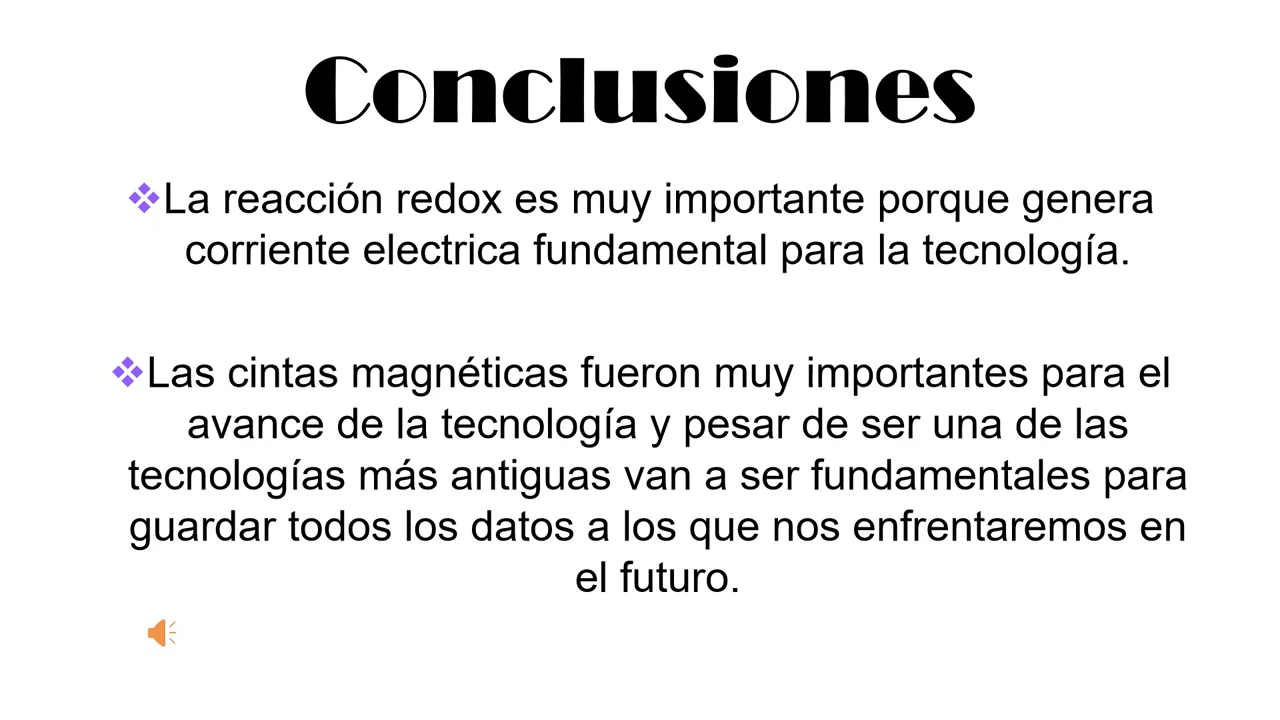 Conclusiones
❖La reacción redox es muy importante porque genera
corriente electrica fundamental para la tecnología.
❖Las cintas magnéticas fueron muy importantes para el
avance de la tecnología y pesar de ser una de las
tecnologías más antiguas van a ser fundamentales para
guardar todos los datos a los que nos enfrentaremos en
el futuro.